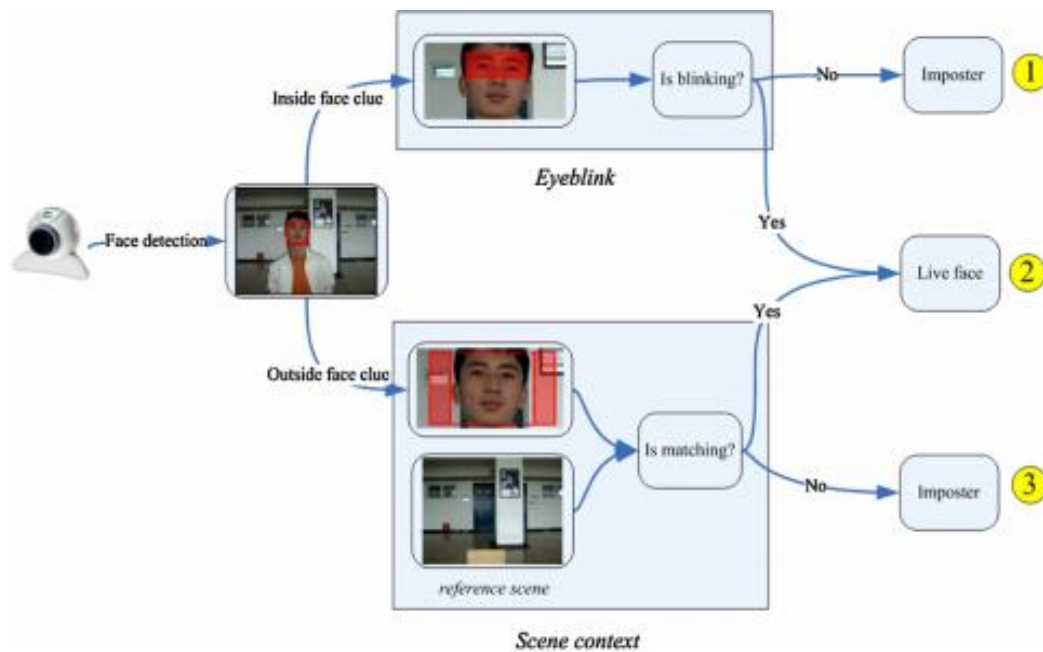 Inside face clue
Is blinking?
No
Imposter
1
Eyeblink
Face detection
Yes
Live face
2
Yes
Outside face clue
Is matching?
No
Imposter
3
reference scene
Scene context